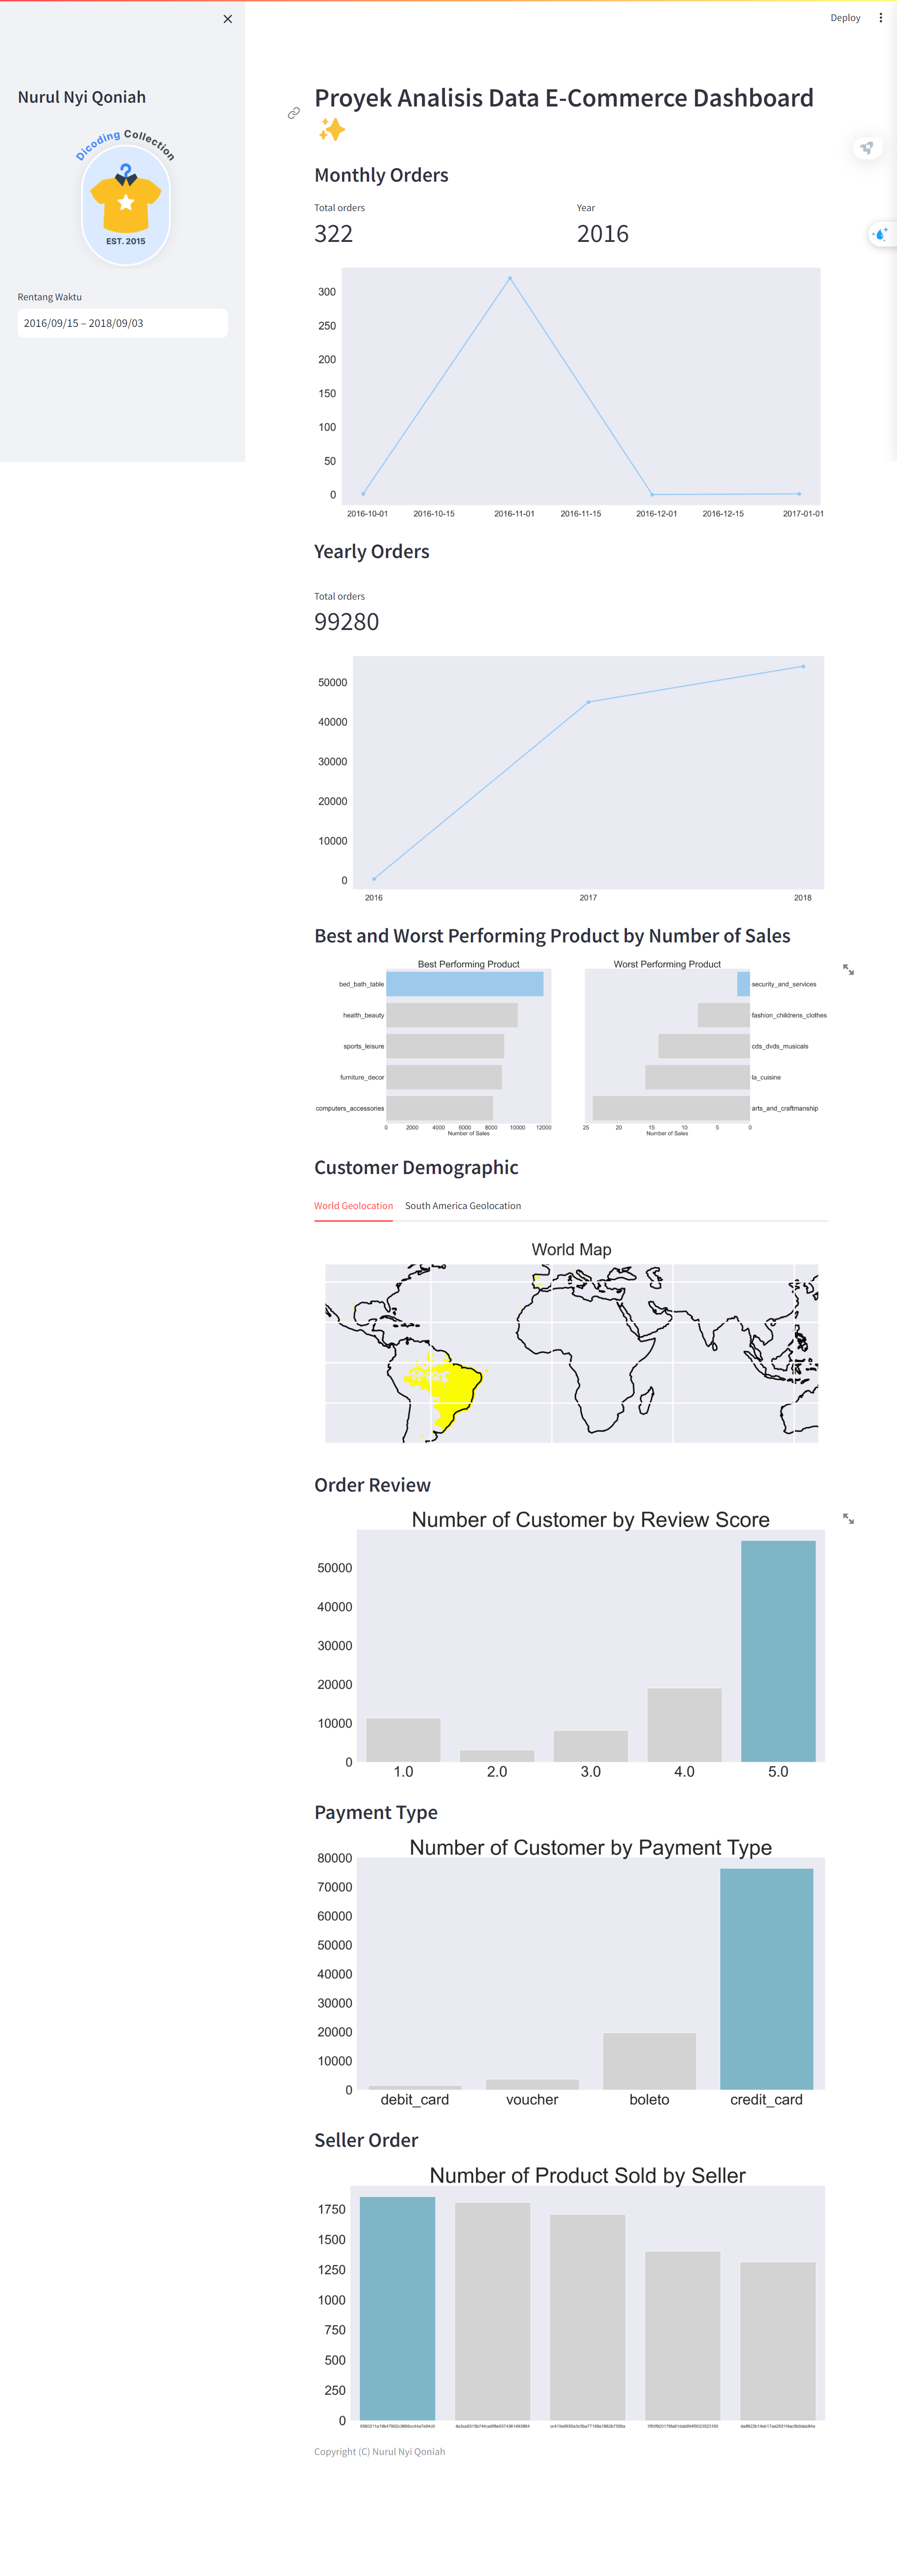 Deploy
Nurul Nyi Qoniah
Dicoding Collection
EST. 2015
Rentang Waktu
2016/09/15 – 2018/09/03
Proyek Analisis Data E-Commerce Dashboard
Monthly Orders
Total orders
Year
322
2016
300
250
200
150
100
50
0
2016-10-01 2016-10-15 2016-11-01 2016-11-15 2016-12-01 2016-12-15 2017-01-01
Yearly Orders
Total orders
99280
50000
40000
30000
20000
10000
0
2016 2017 2018
Best and Worst Performing Product by Number of Sales
Best Performing Product
bed_bath_table
health_beauty
sports_leisure
furniture_decor
computers_accessories
0 2000 4000 6000 8000 10000 12000
Number of Sales
Worst Performing Product
security_and_services
fashion_childrens_clothes
cds_dvds_musicals
la_cuisine
arts_and_craftmanship
25 20 15 10 5 0
Number of Sales
Customer Demographic
World Geolocation South America Geolocation
World Map
Order Review
Number of Customer by Review Score
50000
40000
30000
20000
10000
0
1.0 2.0 3.0 4.0 5.0
Payment Type
Number of Customer by Payment Type
80000
70000
60000
50000
40000
30000
20000
10000
0
debit_card voucher boleto credit_card
Seller Order
Number of Product Sold by Seller
1750
1500
1250
1000
750
500
250
0
Copyright (C) Nurul Nyi Qoniah